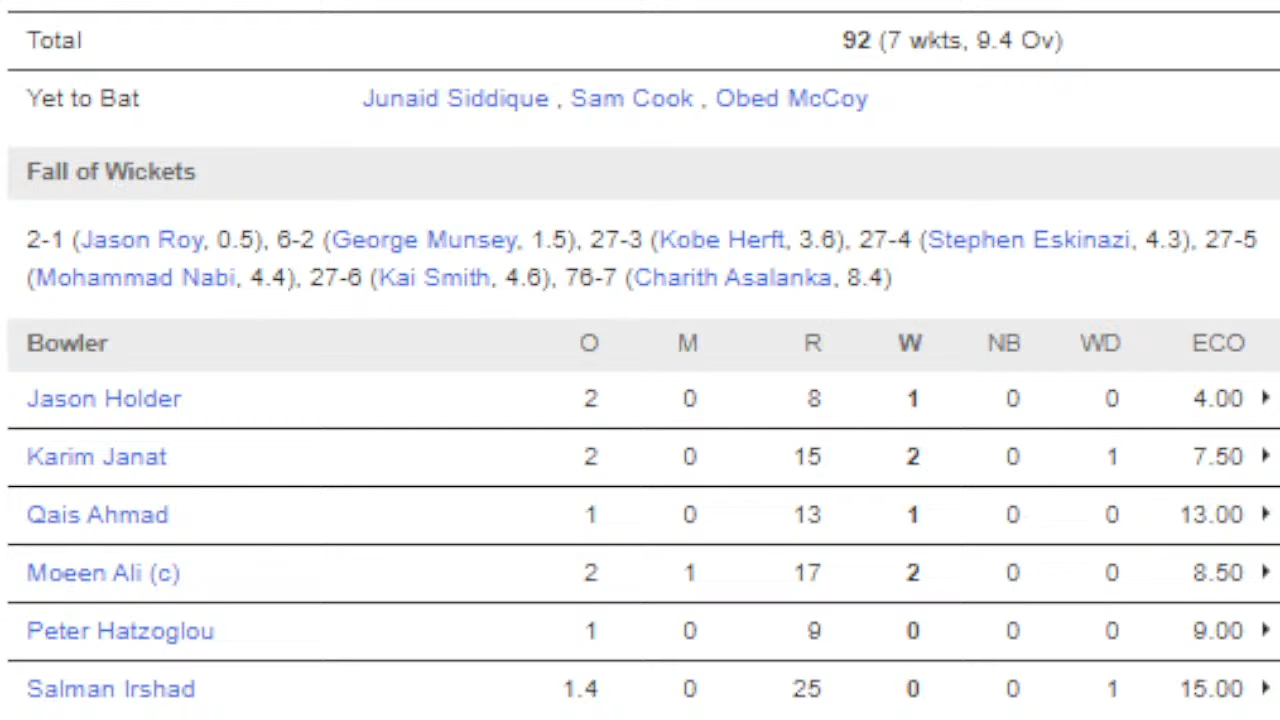 Total 92 (7 wkts, 9.4 Ov)
Yet to Bat Junaid Siddique , Sam Cook , Obed McCoy
Fall of Wickets
2-1 (Jason Roy, 0.5), 6-2 (George Munsey, 1.5), 27-3 (Kobe Herft, 3.6), 27-4 (Stephen Eskinazi, 4.3), 27-5
(Mohammad Nabi, 4.4), 27-6 (Kai Smith, 4.6), 76-7 (Charith Asalanka, 8.4)
Bowler O M R W NB WD ECO
Jason Holder 2 0 8 1 0 0 4.00
Karim Janat 2 0 15 2 0 1 7.50
Qais Ahmad 1 0 13 1 0 0 13.00
Moeen Ali (c) 2 1 17 2 0 0 8.50
Peter Hatzoglou 1 0 9 0 0 0 9.00
Salman Irshad 1.4 0 25 0 0 1 15.00